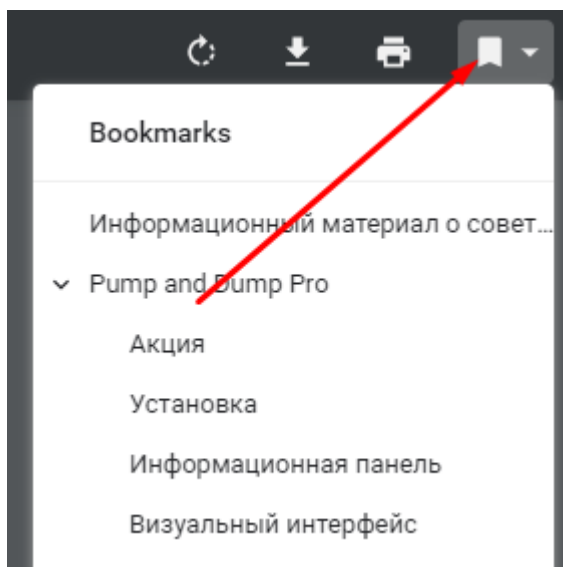 Bookmarks
Информационный материал о совет...
Pump and Dump Pro
Акция
Установка
Информационная панель
Визуальный интерфейс